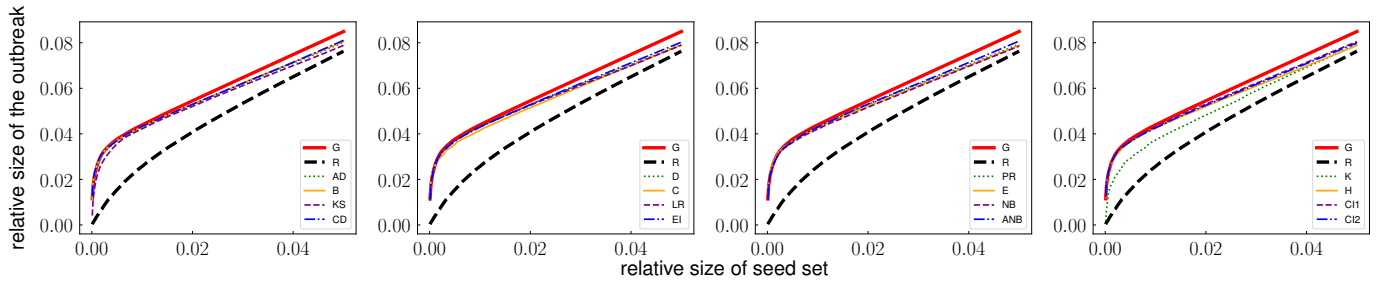 relative size of the outbreak
0.08
0.06
0.04
0.02
0.00
0.00
0.02
0.04
G
R
AD
B
KS
CD
0.08
0.06
0.04
0.02
0.00
0.00
0.02
0.04
G
R
D
C
LR
EI
0.08
0.06
0.04
0.02
0.00
0.00
0.02
0.04
G
R
PR
E
NB
ANB
0.08
0.06
0.04
0.02
0.00
0.00
0.02
0.04
G
R
K
H
CI1
CI2
relative size of seed set